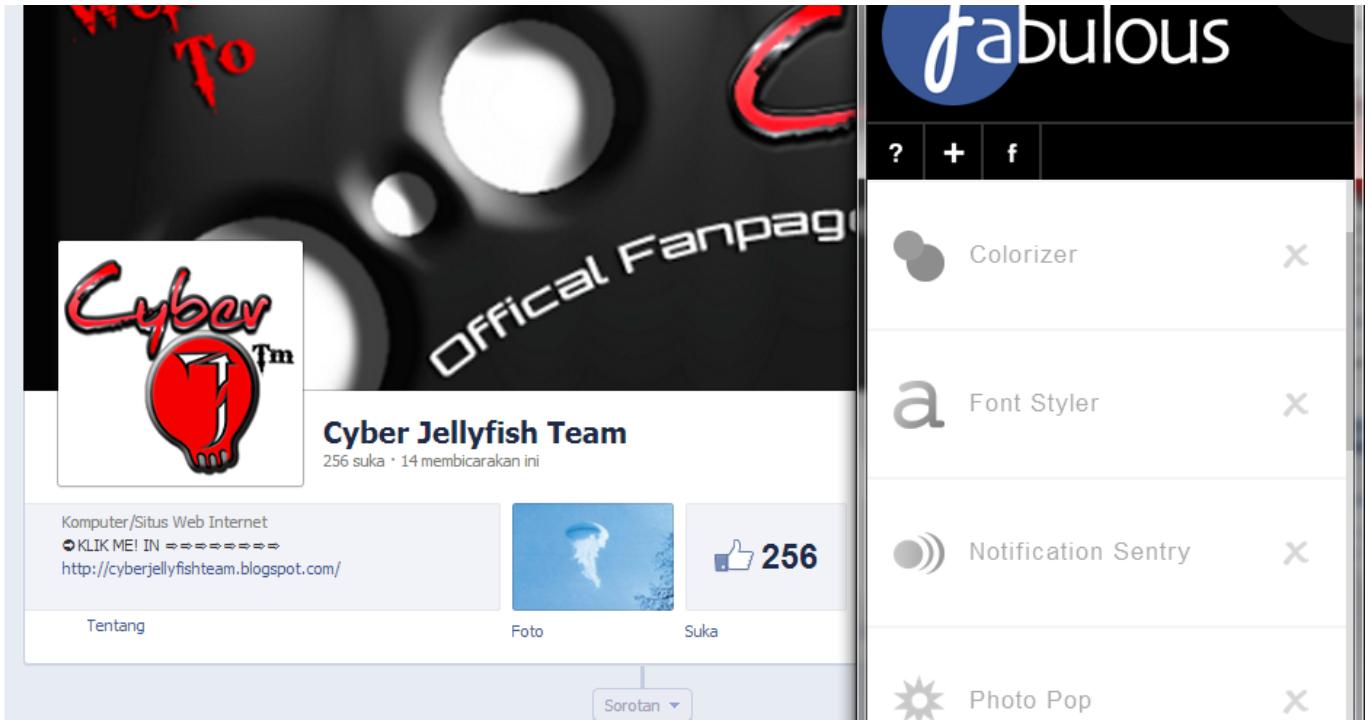 To
Offical Fanpag
Cyber
J
Tm
Cyber Jellyfish Team
256 suka · 14 membicarakan ini
Komputer/Situs Web Internet
➲KLIK ME! IN ⇨⇨⇨⇨⇨⇨⇨⇨
http://cyberjellyfishteam.blogspot.com/
256
Tentang
Foto
Suka
Sorotan
fabulous
? + f
Colorizer
Font Styler
Notification Sentry
Photo Pop